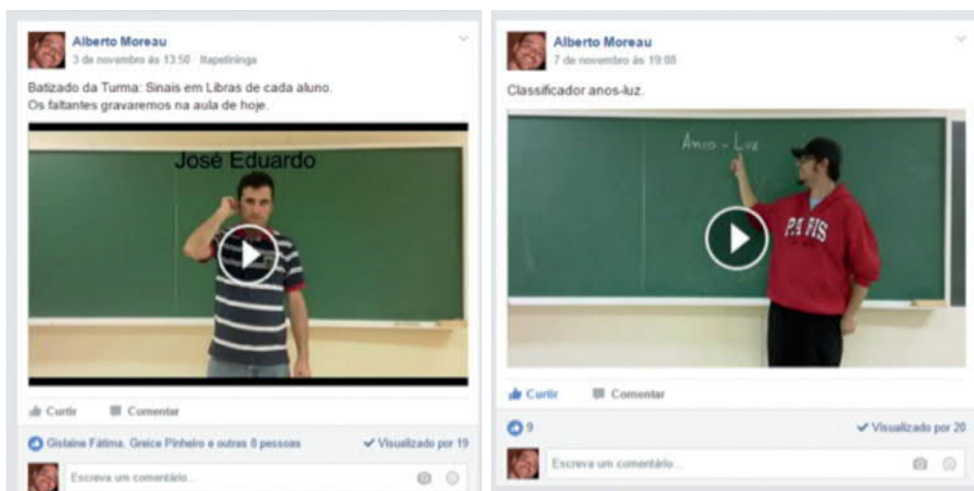 Alberto Moreau
3 de novembro às 13:50 · Itapetininga
Batizado da Turma: Sinais em Libras de cada aluno.
Os faltantes gravaremos na aula de hoje.
José Eduardo
Curtir Comentar
Gislaine Fátima, Greice Pinheiro e outras 8 pessoas Visualizado por 19
Escreva um comentário...
Alberto Moreau
7 de novembro às 19:08
Classificador anos-luz.
Anos - Luz
PARIS
Curtir Comentar
9 Visualizado por 20
Escreva um comentário...